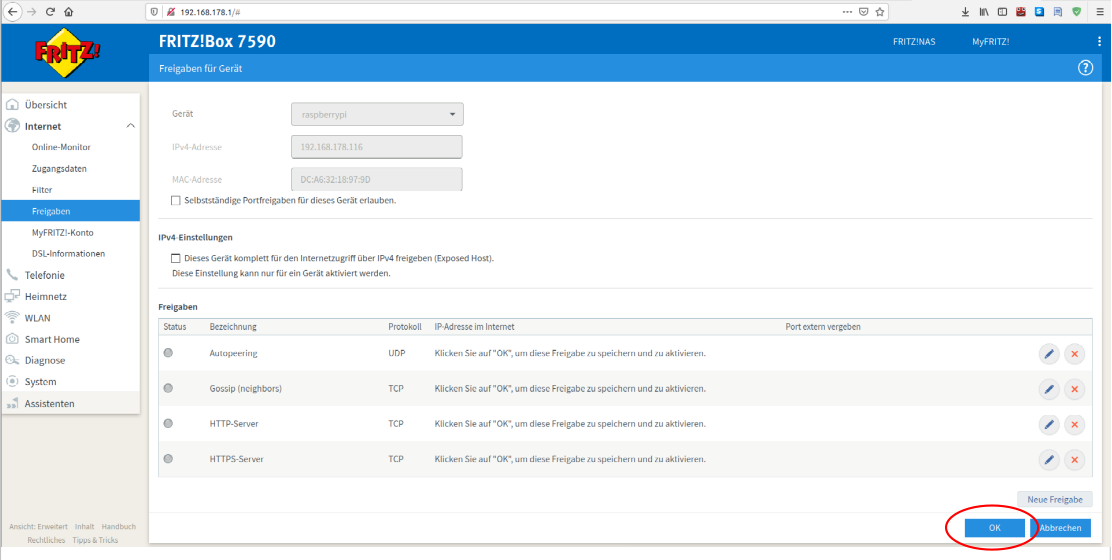 192.168.178.1/#
FRITZ!
FRITZ!Box 7590
FRITZ!NAS MyFRITZ!
Freigaben für Gerät
?
Übersicht
Internet
Online-Monitor
Zugangsdaten
Filter
Freigaben
MyFRITZ!-Konto
DSL-Informationen
Telefonie
Heimnetz
WLAN
Smart Home
Diagnose
System
Assistenten
Ansicht: Erweitert Inhalt Handbuch
Rechtliches Tipps & Tricks
Gerät raspberrypi
IPv4-Adresse 192.168.178.116
MAC-Adresse DC:A6:32:18:97:9D
Selbstständige Portfreigaben für dieses Gerät erlauben.
IPv4-Einstellungen
Dieses Gerät komplett für den Internetzugriff über IPv4 freigeben (Exposed Host).
Diese Einstellung kann nur für ein Gerät aktiviert werden.
Freigaben
Status Bezeichnung Protokoll IP-Adresse im Internet Port extern vergeben
Autopeering UDP Klicken Sie auf "OK", um diese Freigabe zu speichern und zu aktivieren.
Gossip (neighbors) TCP Klicken Sie auf "OK", um diese Freigabe zu speichern und zu aktivieren.
HTTP-Server TCP Klicken Sie auf "OK", um diese Freigabe zu speichern und zu aktivieren.
HTTPS-Server TCP Klicken Sie auf "OK", um diese Freigabe zu speichern und zu aktivieren.
Neue Freigabe
OK Abbrechen